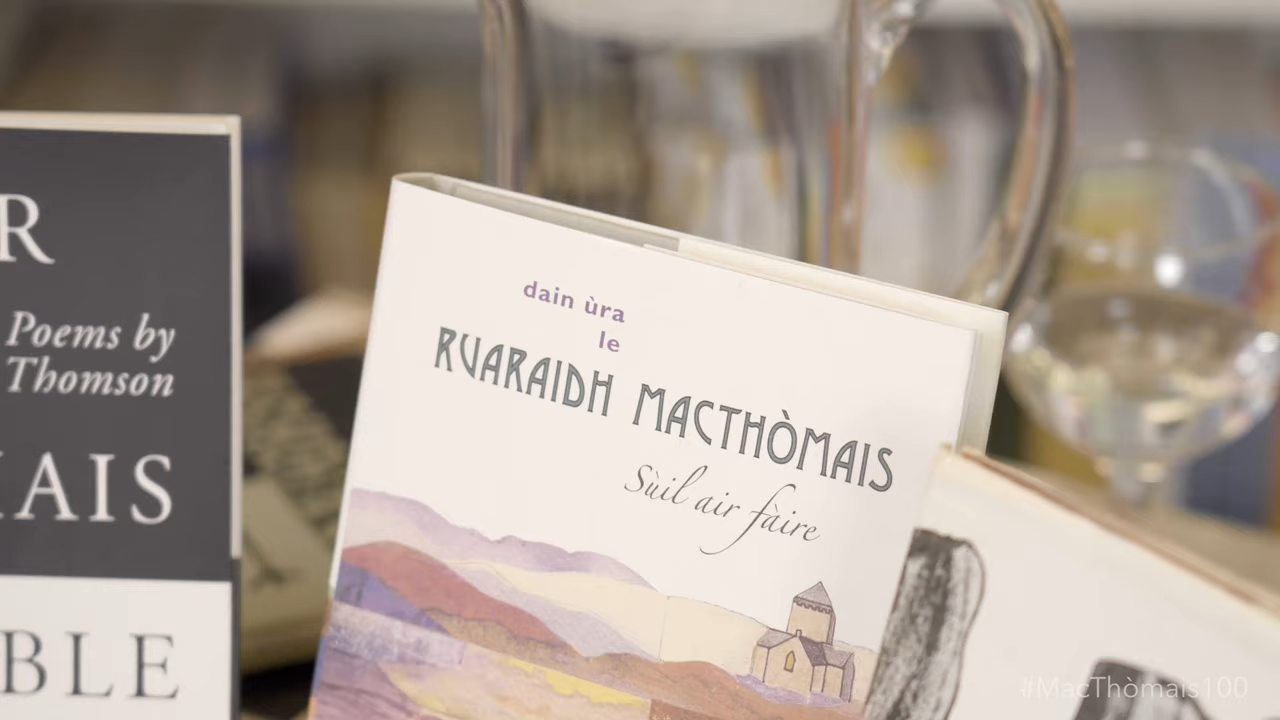 R
Poems by
Thomson
AIS
BLE
dain ùra
le
RUARAIDH MACTHÒMAIS
Sùil air fàire
#MacThòmais100